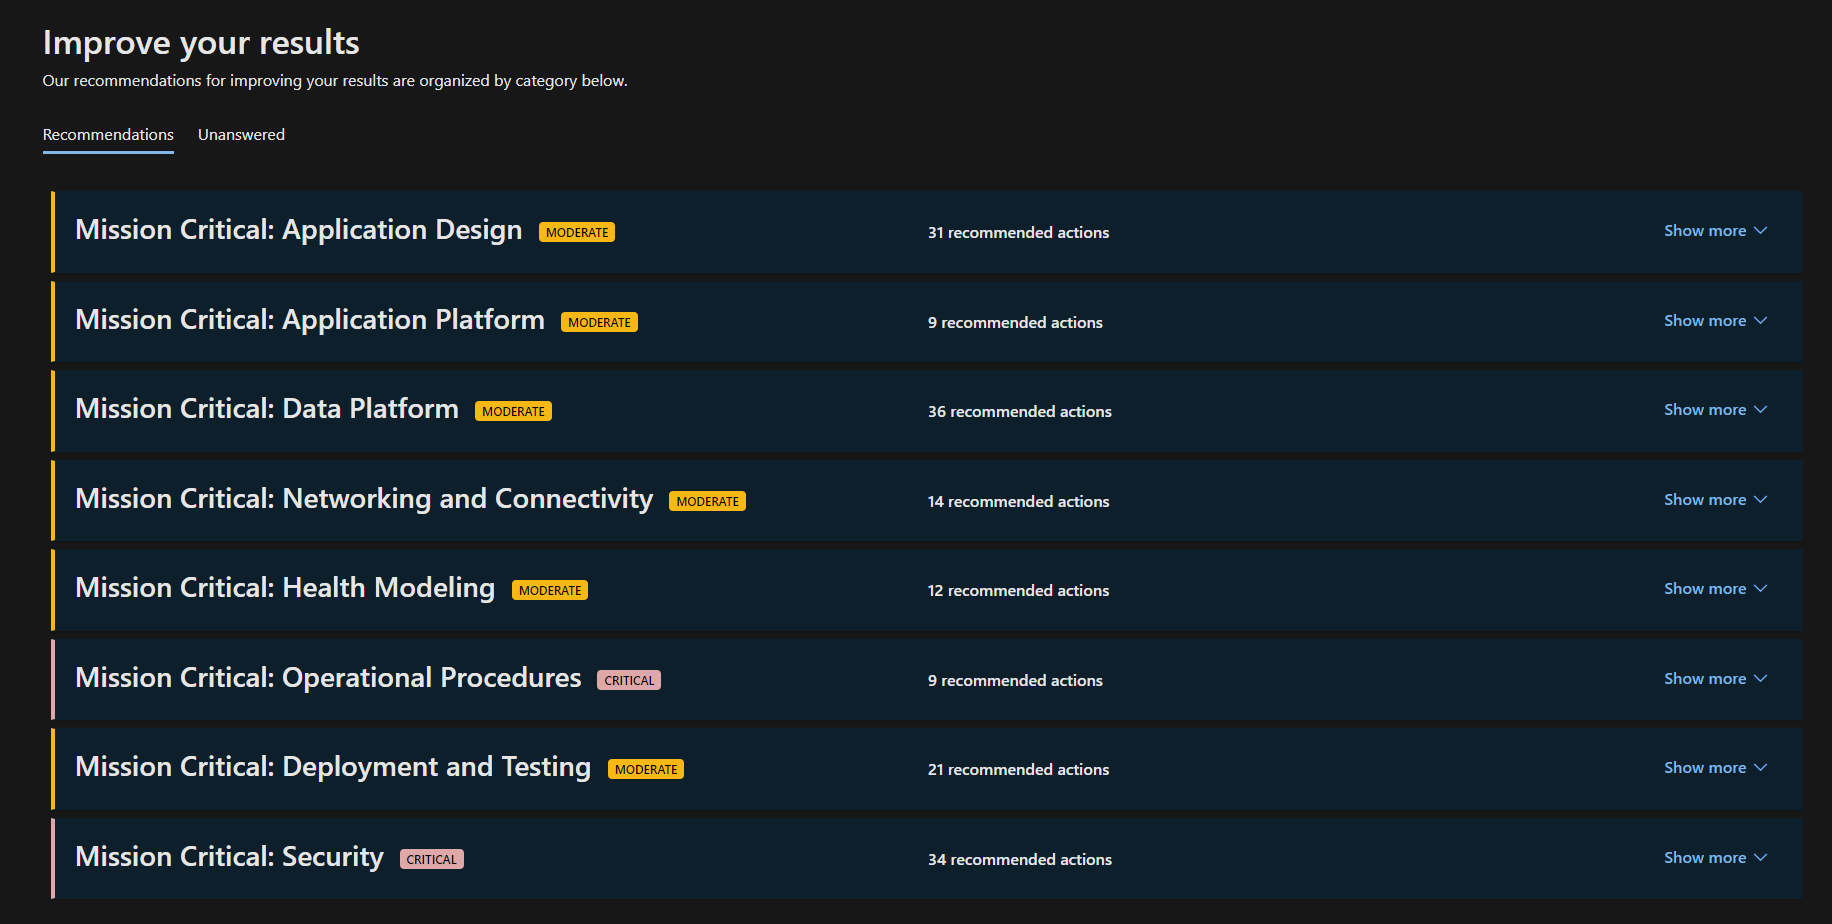 Improve your results
Our recommendations for improving your results are organized by category below.
Recommendations Unanswered
Mission Critical: Application Design MODERATE 31 recommended actions Show more
Mission Critical: Application Platform MODERATE 9 recommended actions Show more
Mission Critical: Data Platform MODERATE 36 recommended actions Show more
Mission Critical: Networking and Connectivity MODERATE 14 recommended actions Show more
Mission Critical: Health Modeling MODERATE 12 recommended actions Show more
Mission Critical: Operational Procedures CRITICAL 9 recommended actions Show more
Mission Critical: Deployment and Testing MODERATE 21 recommended actions Show more
Mission Critical: Security CRITICAL 34 recommended actions Show more